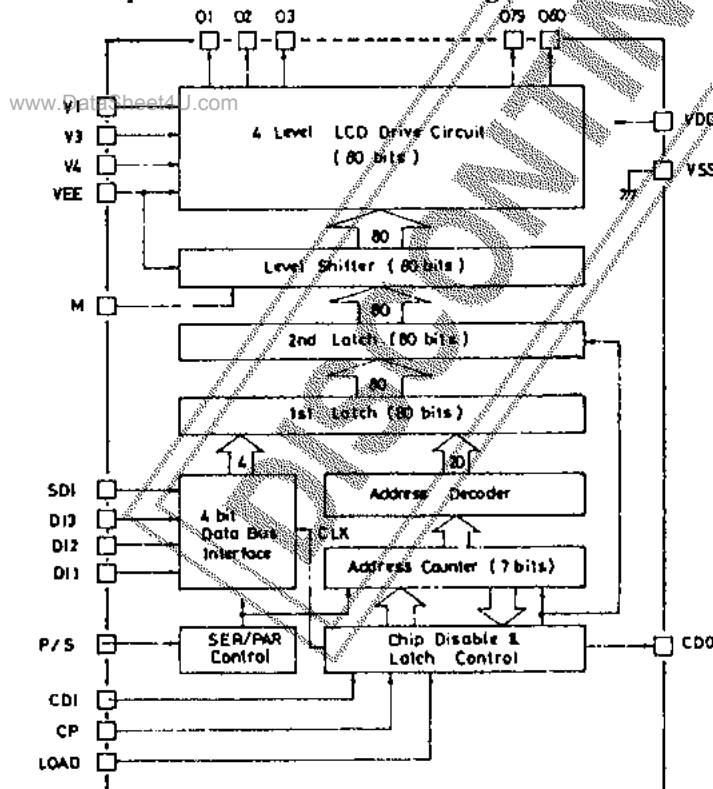 O1 O2 O3 O79 O80
www.DataSheet4U.com
V1
V3
V4
VEE
4 Level LCD Drive Circuit
(80 bits)
VDD
VSS
80
Level Shifter (80 bits)
M
80
2nd Latch (80 bits)
80
1st Latch (80 bits)
4
20
SDI
DI3
DI2
DI1
4 bit
Data Bus
Interface
CLK
Address Decoder
Address Counter (7 bits)
P/S
SER/PAR
Control
Chip Disable &
Latch Control
CDO
CDI
CP
LOAD
DISCONTIN